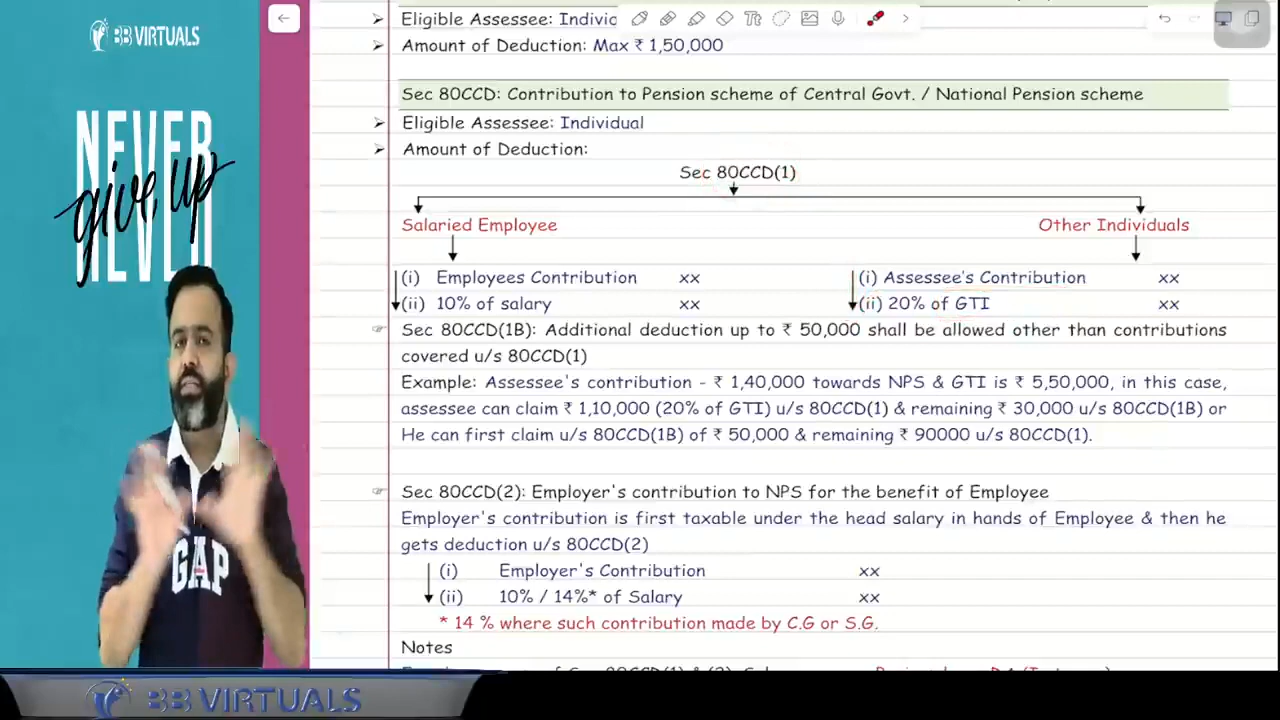 BB VIRTUALS
NEVER
give up
NEVER
GAP
➤ Eligible Assessee: Individ
➤ Amount of Deduction: Max ₹ 1,50,000
Sec 80CCD: Contribution to Pension scheme of Central Govt. / National Pension scheme
➤ Eligible Assessee: Individual
➤ Amount of Deduction:
Sec 80CCD(1)
Salaried Employee Other Individuals
(i) Employees Contribution xx (i) Assessee's Contribution xx
(ii) 10% of salary xx (ii) 20% of GTI xx
☞ Sec 80CCD(1B): Additional deduction up to ₹ 50,000 shall be allowed other than contributions
covered u/s 80CCD(1)
Example: Assessee's contribution - ₹ 1,40,000 towards NPS & GTI is ₹ 5,50,000, in this case,
assessee can claim ₹ 1,10,000 (20% of GTI) u/s 80CCD(1) & remaining ₹ 30,000 u/s 80CCD(1B) or
He can first claim u/s 80CCD(1B) of ₹ 50,000 & remaining ₹ 90000 u/s 80CCD(1).
☞ Sec 80CCD(2): Employer's contribution to NPS for the benefit of Employee
Employer's contribution is first taxable under the head salary in hands of Employee & then he
gets deduction u/s 80CCD(2)
(i) Employer's Contribution xx
(ii) 10% / 14%* of Salary xx
* 14 % where such contribution made by C.G or S.G.
Notes
BB VIRTUALS